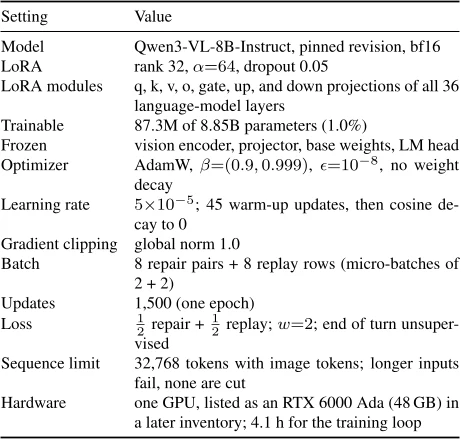 Setting Value
Model Qwen3-VL-8B-Instruct, pinned revision, bf16
LoRA rank 32, α=64, dropout 0.05
LoRA modules q, k, v, o, gate, up, and down projections of all 36
language-model layers
Trainable 87.3M of 8.85B parameters (1.0%)
Frozen vision encoder, projector, base weights, LM head
Optimizer AdamW, β=(0.9, 0.999), ϵ=10⁻⁸, no weight
decay
Learning rate 5×10⁻⁵; 45 warm-up updates, then cosine de-
cay to 0
Gradient clipping global norm 1.0
Batch 8 repair pairs + 8 replay rows (micro-batches of
2 + 2)
Updates 1,500 (one epoch)
Loss ½ repair + ½ replay; w=2; end of turn unsuper-
vised
Sequence limit 32,768 tokens with image tokens; longer inputs
fail, none are cut
Hardware one GPU, listed as an RTX 6000 Ada (48 GB) in
a later inventory; 4.1 h for the training loop